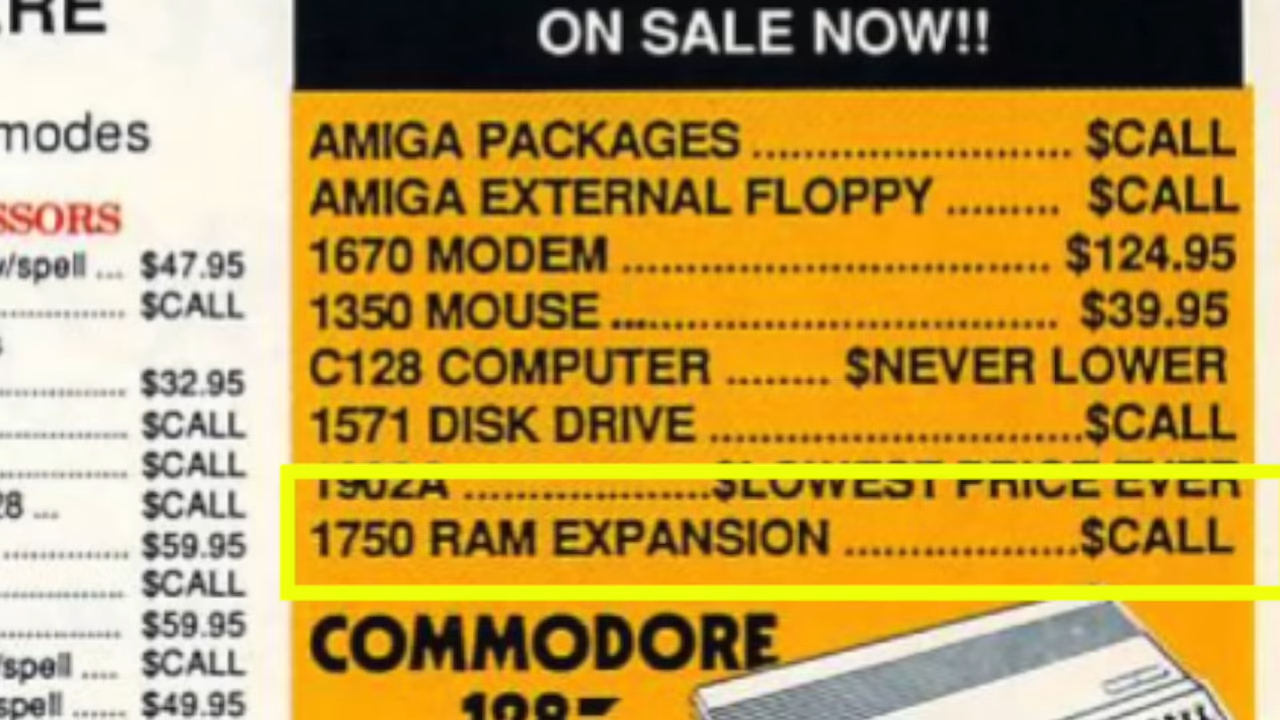 ERE
modes
SSORS
w/spell ... $47.95
............... $CALL
s
............... $32.95
............... $CALL
............... $CALL
28 ... $CALL
............... $59.95
............... $CALL
............... $59.95
/spell .... $CALL
spell ...... $49.95
ON SALE NOW!!
AMIGA PACKAGES ........................ $CALL
AMIGA EXTERNAL FLOPPY ......... $CALL
1670 MODEM ................................. $124.95
1350 MOUSE .................................. $39.95
C128 COMPUTER ........ $NEVER LOWER
1571 DISK DRIVE .............................$CALL
1902A ...................$LOWEST PRICE EVER
1750 RAM EXPANSION ..................$CALL
COMMODORE
128